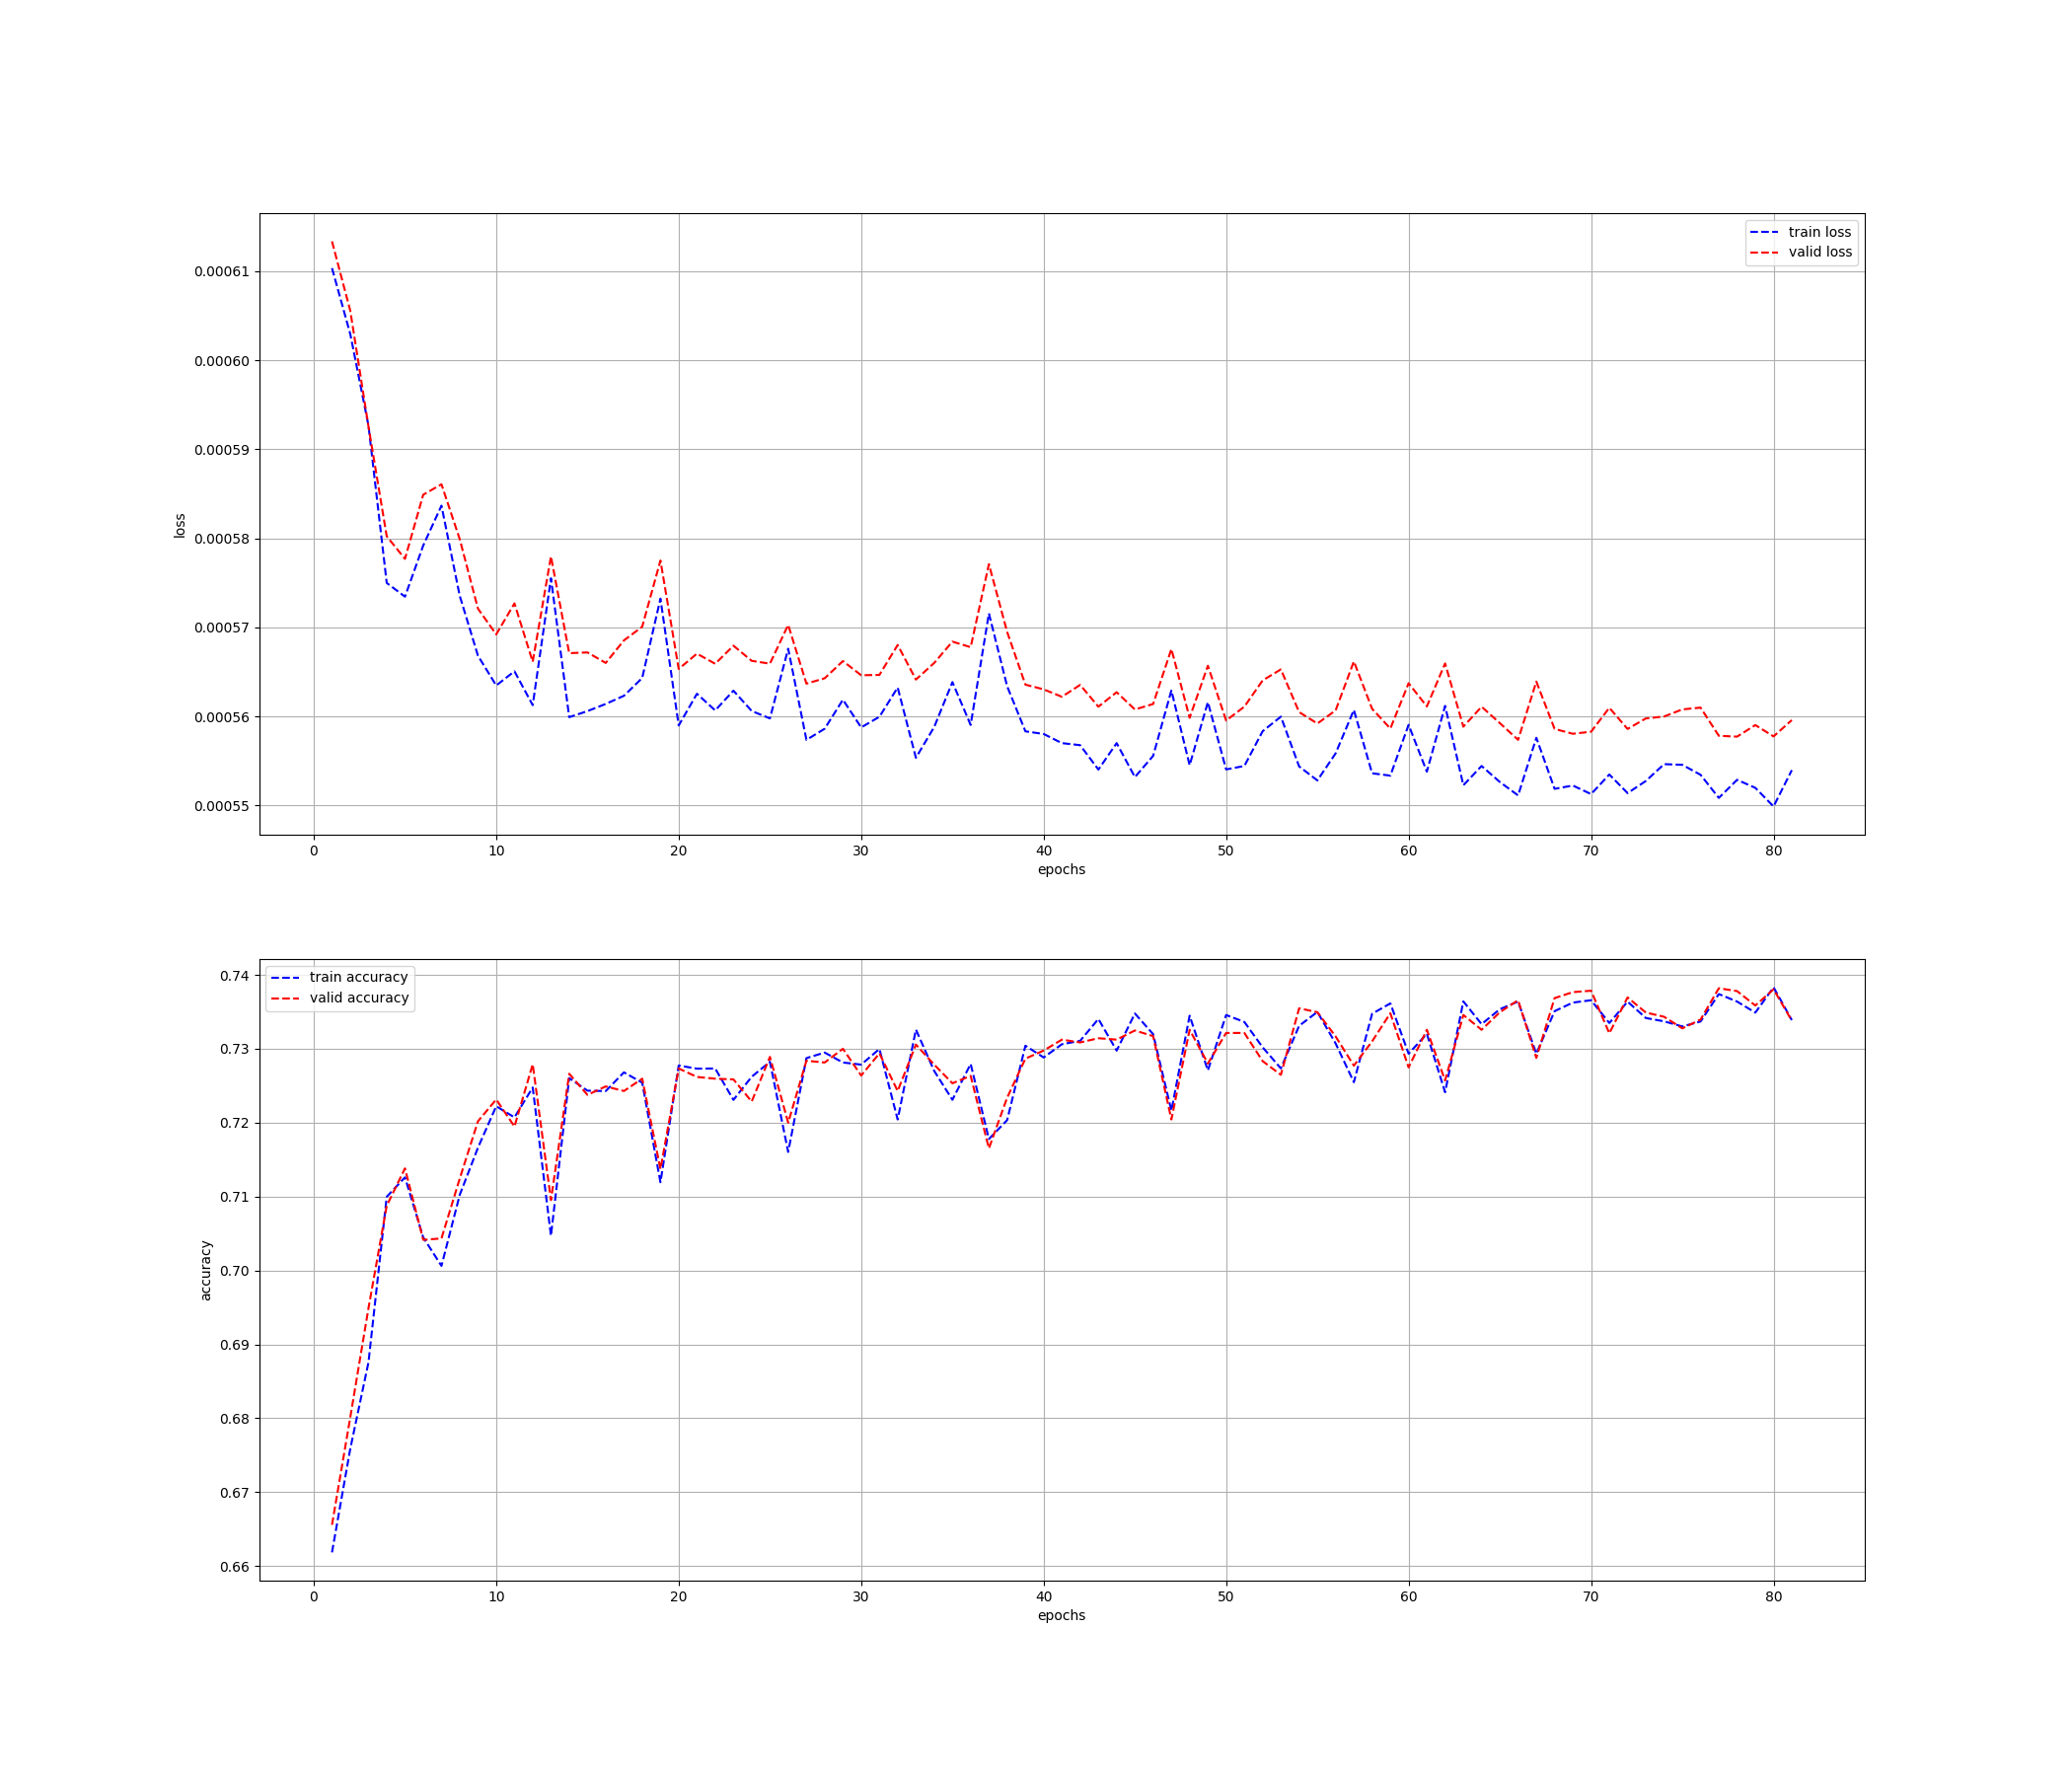 train loss
valid loss
0.00061
0.00060
0.00059
0.00058
0.00057
0.00056
0.00055
loss
0 10 20 30 40 50 60 70 80
epochs
train accuracy
valid accuracy
0.74
0.73
0.72
0.71
0.70
0.69
0.68
0.67
0.66
accuracy
0 10 20 30 40 50 60 70 80
epochs